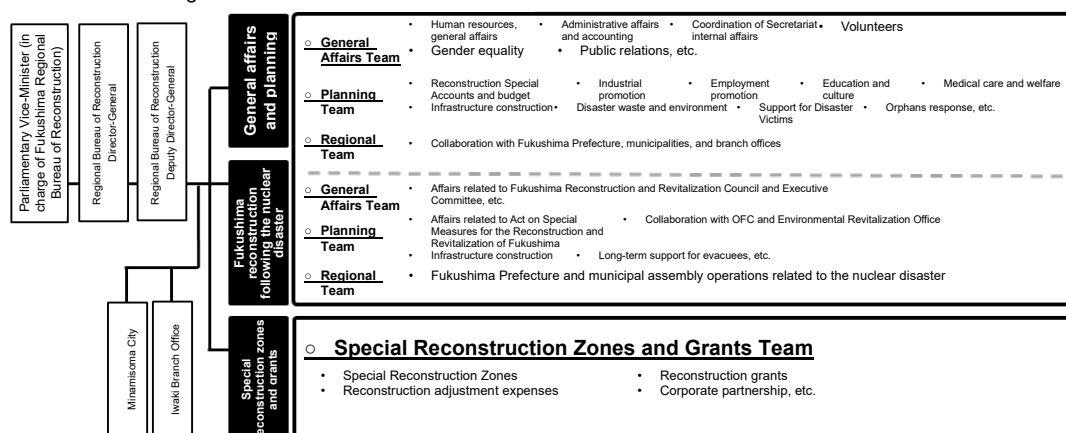 Parliamentary Vice-Minister (in
charge of Fukushima Regional
Bureau of Reconstruction)
Regional Bureau of Reconstruction
Director-General
Regional Bureau of Reconstruction
Deputy Director-General
Minamisoma City
Iwaki Branch Office
General affairs
and planning
○ General
Affairs Team
• Human resources,
general affairs
• Administrative affairs
and accounting
• Coordination of Secretariat
internal affairs
• Volunteers
• Gender equality
• Public relations, etc.
○ Planning
Team
• Reconstruction Special
Accounts and budget
• Industrial
promotion
• Employment
promotion
• Education and
culture
• Medical care and welfare
• Infrastructure construction
• Disaster waste and environment
• Support for Disaster
Victims
• Orphans response, etc.
○ Regional
Team
• Collaboration with Fukushima Prefecture, municipalities, and branch offices
Fukushima
reconstruction
following the nuclear
disaster
○ General
Affairs Team
• Affairs related to Fukushima Reconstruction and Revitalization Council and Executive
Committee, etc.
○ Planning
Team
• Affairs related to Act on Special
Measures for the Reconstruction and
Revitalization of Fukushima
• Collaboration with OFC and Environmental Revitalization Office
• Infrastructure construction
• Long-term support for evacuees, etc.
○ Regional
Team
• Fukushima Prefecture and municipal assembly operations related to the nuclear disaster
Special
reconstruction zones
and grants
○ Special Reconstruction Zones and Grants Team
• Special Reconstruction Zones
• Reconstruction grants
• Reconstruction adjustment expenses
• Corporate partnership, etc.